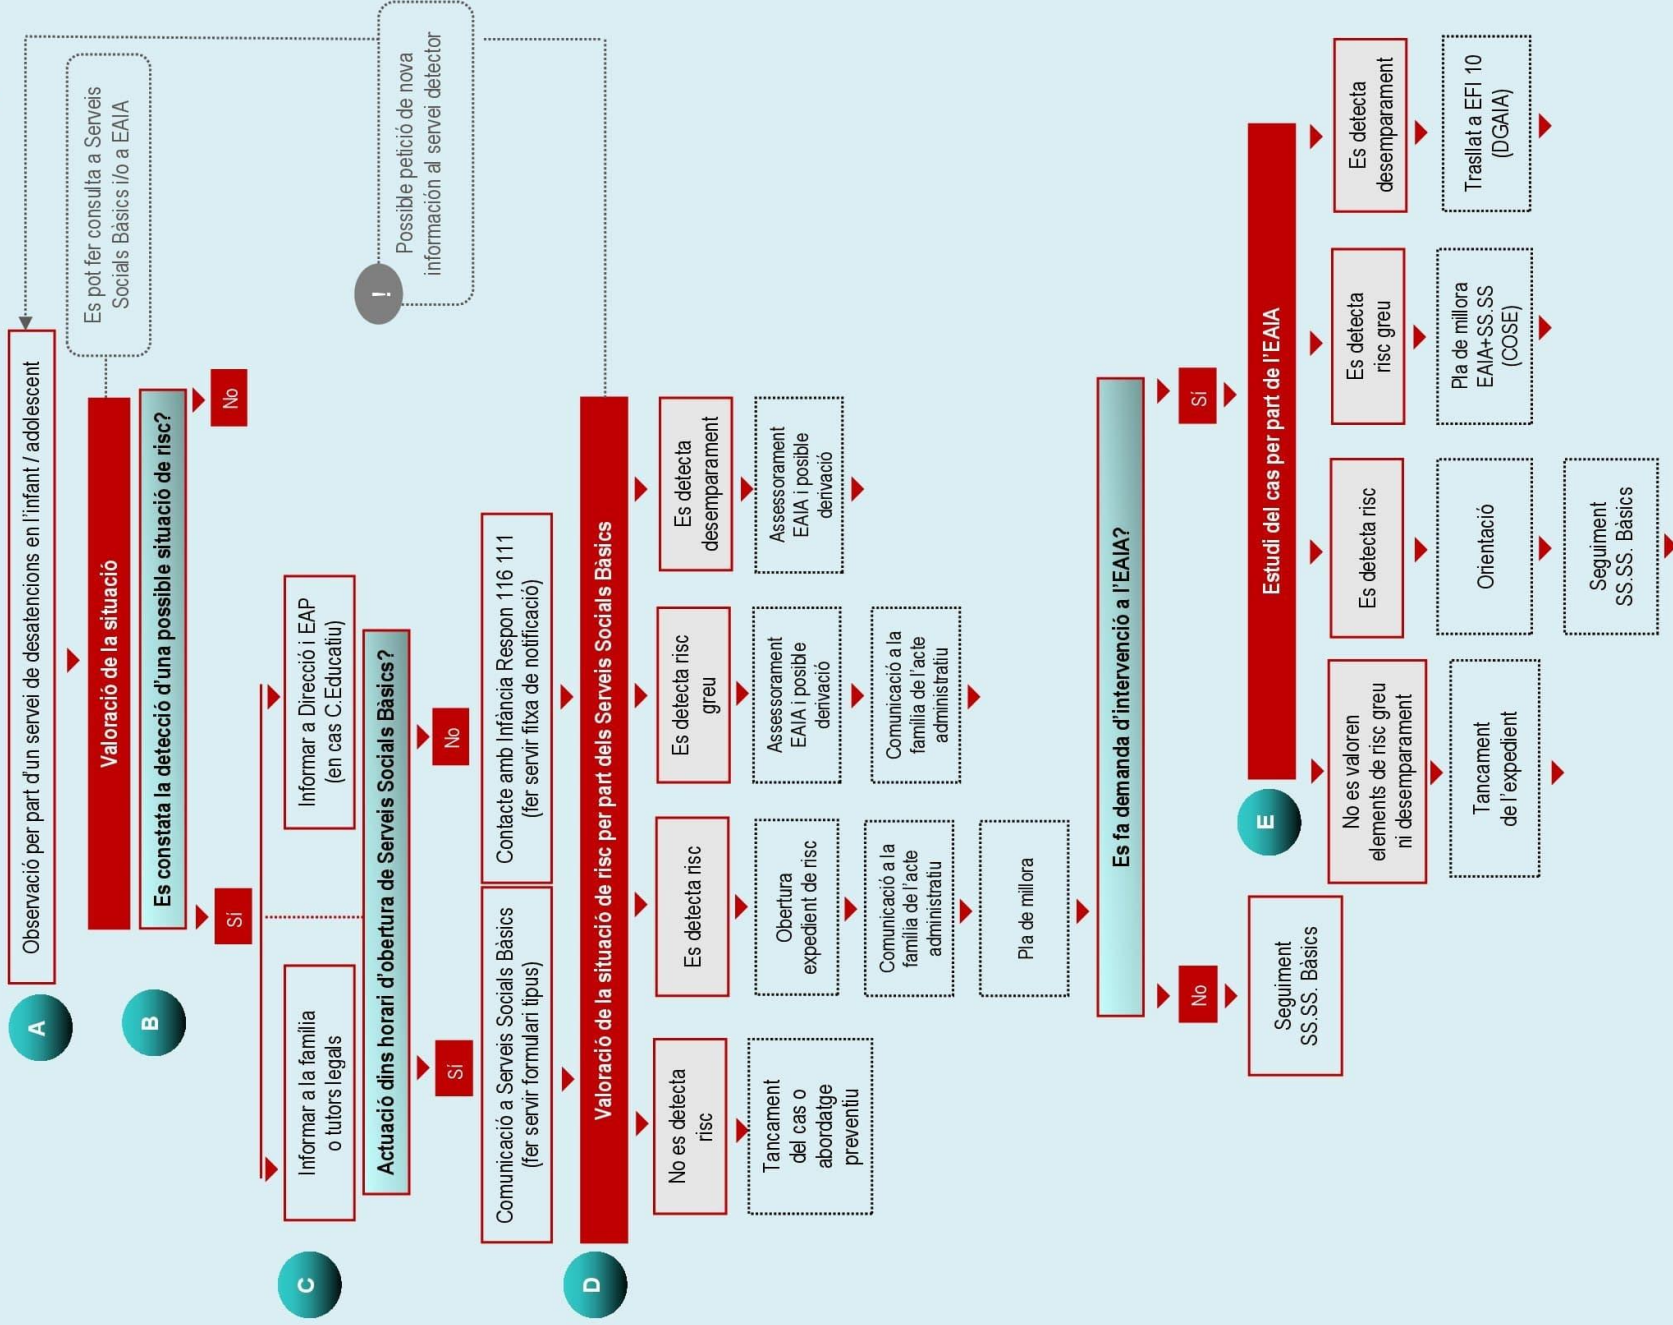 A
Observació per part d'un servei de desatencions en l'infant / adolescent
Valoració de la situació
Es pot fer consulta a Serveis
Socials Bàsics i/o a EAIA
B
Es constata la detecció d'una possible situació de risc?
Sí
No
!
Possible petició de nova
información al servei detector
C
Informar a la família
o tutors legals
Informar a Direcció i EAP
(en cas C.Educatiu)
Actuació dins horari d'obertura de Serveis Socials Bàsics?
Sí
No
Comunicació a Serveis Socials Bàsics
(fer servir formulari tipus)
Contacte amb Infància Respon 116 111
(fer servir fitxa de notificació)
D
Valoració de la situació de risc per part dels Serveis Socials Bàsics
No es detecta
risc
Tancament
del cas o
abordatge
preventiu
Es detecta risc
Obertura
expedient de risc
Comunicació a la
família de l'acte
administratiu
Pla de millora
Es detecta risc
greu
Assessorament
EAIA i posible
derivació
Comunicació a la
família de l'acte
administratiu
Es detecta
desemparament
Assessorament
EAIA i posible
derivació
Es fa demanda d'intervenció a l'EAIA?
No
Sí
Seguiment
SS.SS. Bàsics
E
Estudi del cas per part de l'EAIA
No es valoren
elements de risc greu
ni desemparament
Tancament
de l'expedient
Es detecta risc
Orientació
Seguiment
SS.SS. Bàsics
Es detecta
risc greu
Pla de millora
EAIA+SS.SS
(COSE)
Es detecta
desemparament
Trasllat a EFI 10
(DGAIA)